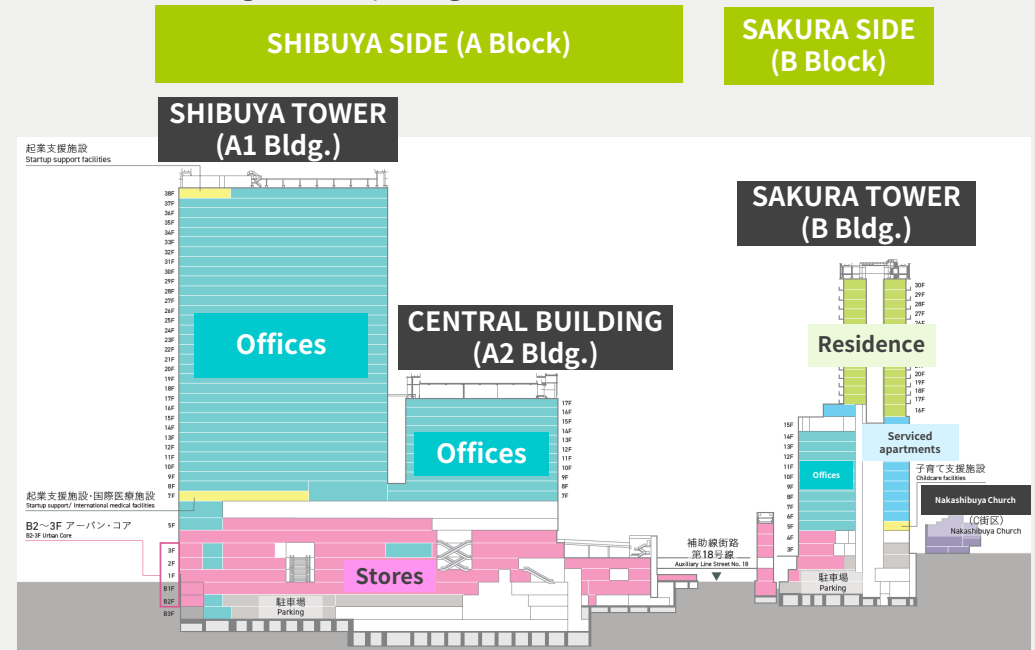 SHIBUYA SIDE (A Block)
SAKURA SIDE
(B Block)
SHIBUYA TOWER
(A1 Bldg.)
起業支援施設
Startup support facilities
38F
37F
36F
35F
34F
33F
32F
31F
30F
29F
28F
27F
26F
25F
24F
23F
22F
21F
20F
19F
18F
17F
16F
15F
14F
13F
12F
11F
10F
9F
8F
7F
Offices
起業支援施設・国際医療施設
Startup support/ International medical facilities
B2〜3F アーバン・コア
B2-3F Urban Core
5F
3F
2F
1F
B1F
B2F
B3F
CENTRAL BUILDING
(A2 Bldg.)
Offices
17F
16F
15F
14F
13F
12F
11F
10F
9F
8F
7F
Stores
駐車場
Parking
補助線街路
第18号線
Auxiliary Line Street No. 18
SAKURA TOWER
(B Bldg.)
30F
29F
28F
27F
Residence
20F
19F
18F
17F
16F
Serviced
apartments
15F
14F
13F
12F
11F
10F
9F
8F
7F
6F
5F
4F
3F
Offices
子育て支援施設
Childcare facilities
Nakashibuya Church
(C街区)
Nakashibuya Church
駐車場
Parking